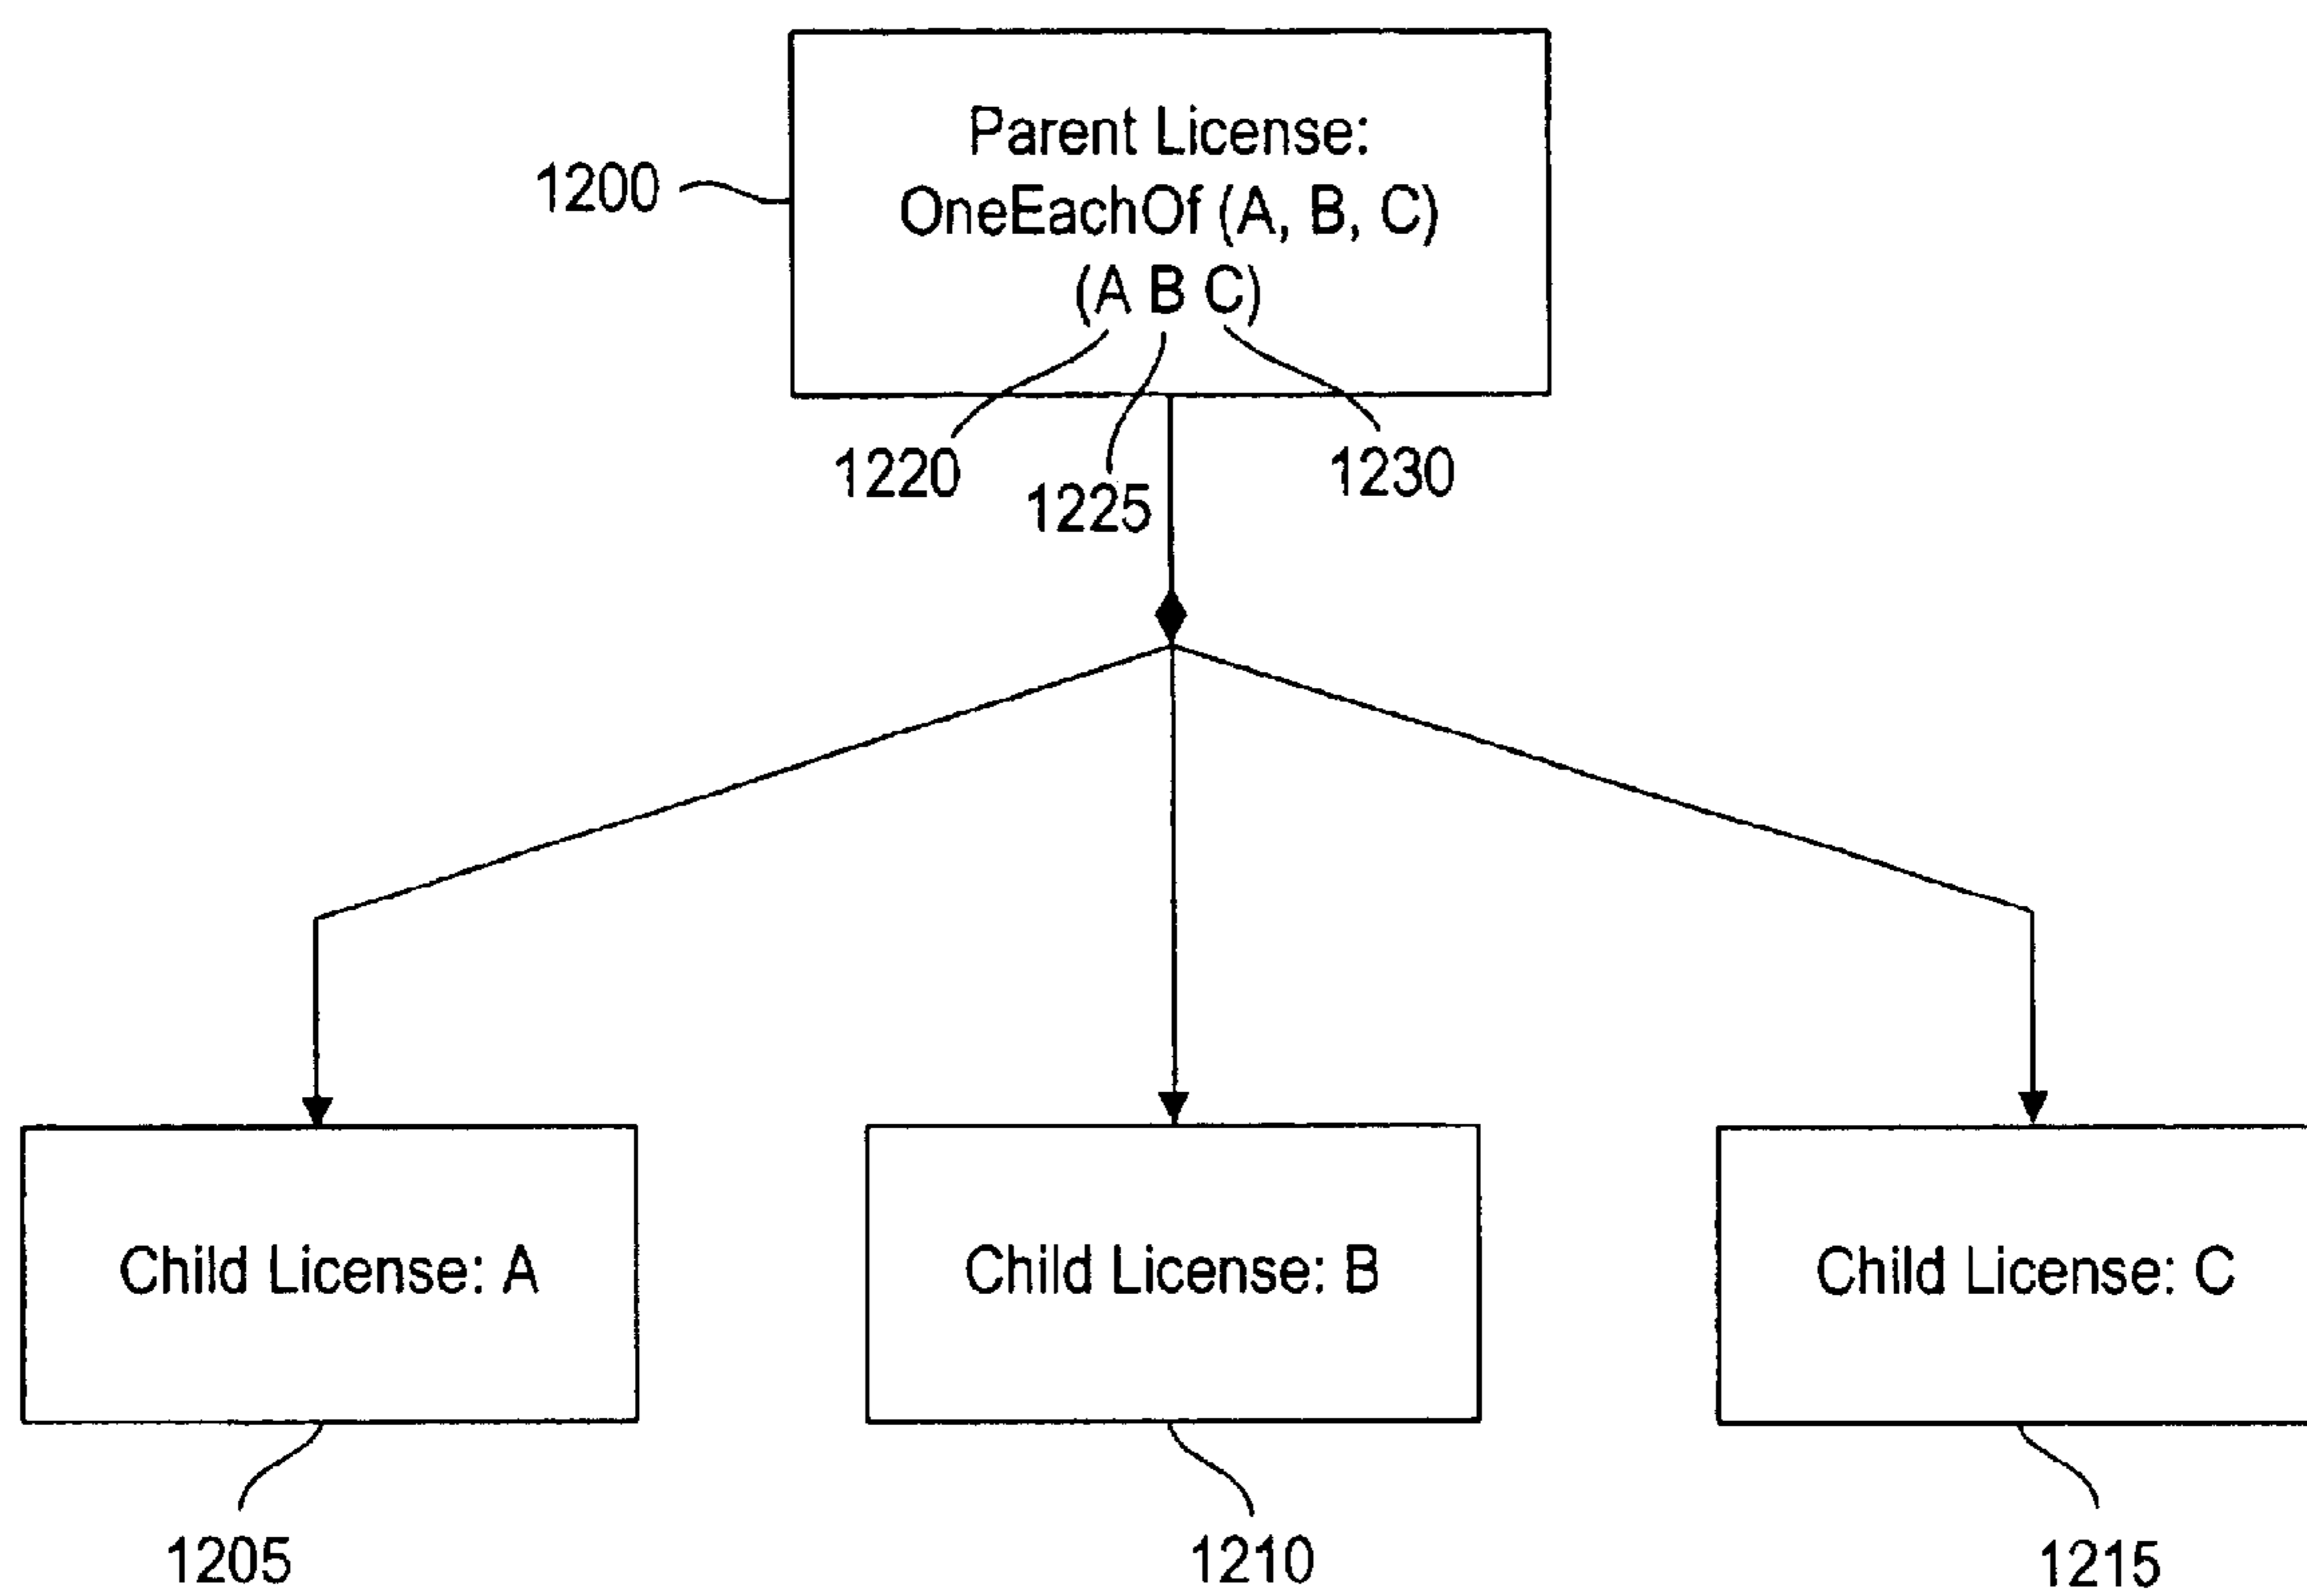 Parent License:
OneEachOf (A, B, C)
(A B C)
1200
1220
1225
1230
Child License: A
Child License: B
Child License: C
1205
1210
1215